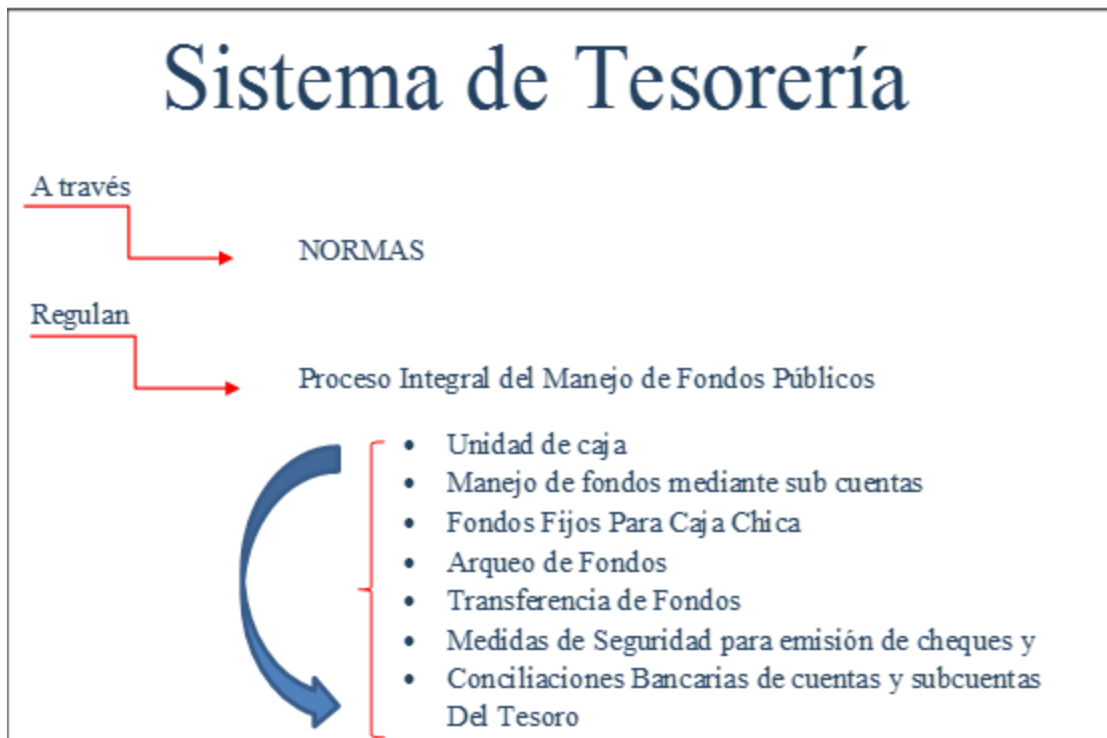 Sistema de Tesorería
A través
NORMAS
Regulan
Proceso Integral del Manejo de Fondos Públicos
• Unidad de caja
• Manejo de fondos mediante sub cuentas
• Fondos Fijos Para Caja Chica
• Arqueo de Fondos
• Transferencia de Fondos
• Medidas de Seguridad para emisión de cheques y
• Conciliaciones Bancarias de cuentas y subcuentas
Del Tesoro